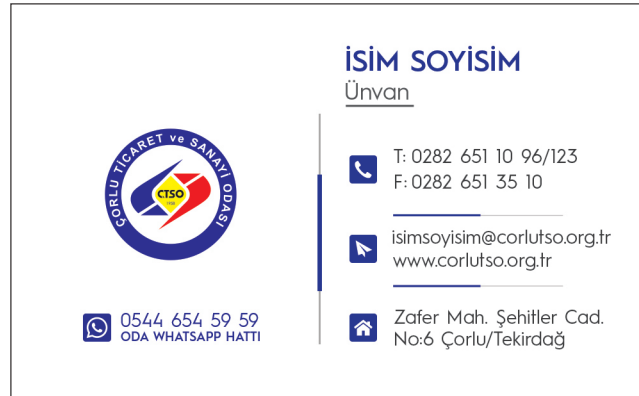 İSİM SOYİSİM
Ünvan
ÇORLU TİCARET ve SANAYİ ODASI
CTSO
T: 0282 651 10 96/123
F: 0282 651 35 10
isimsoyisim@corlutso.org.tr
www.corlutso.org.tr
0544 654 59 59
ODA WHATSAPP HATTI
Zafer Mah. Şehitler Cad.
No:6 Çorlu/Tekirdağ